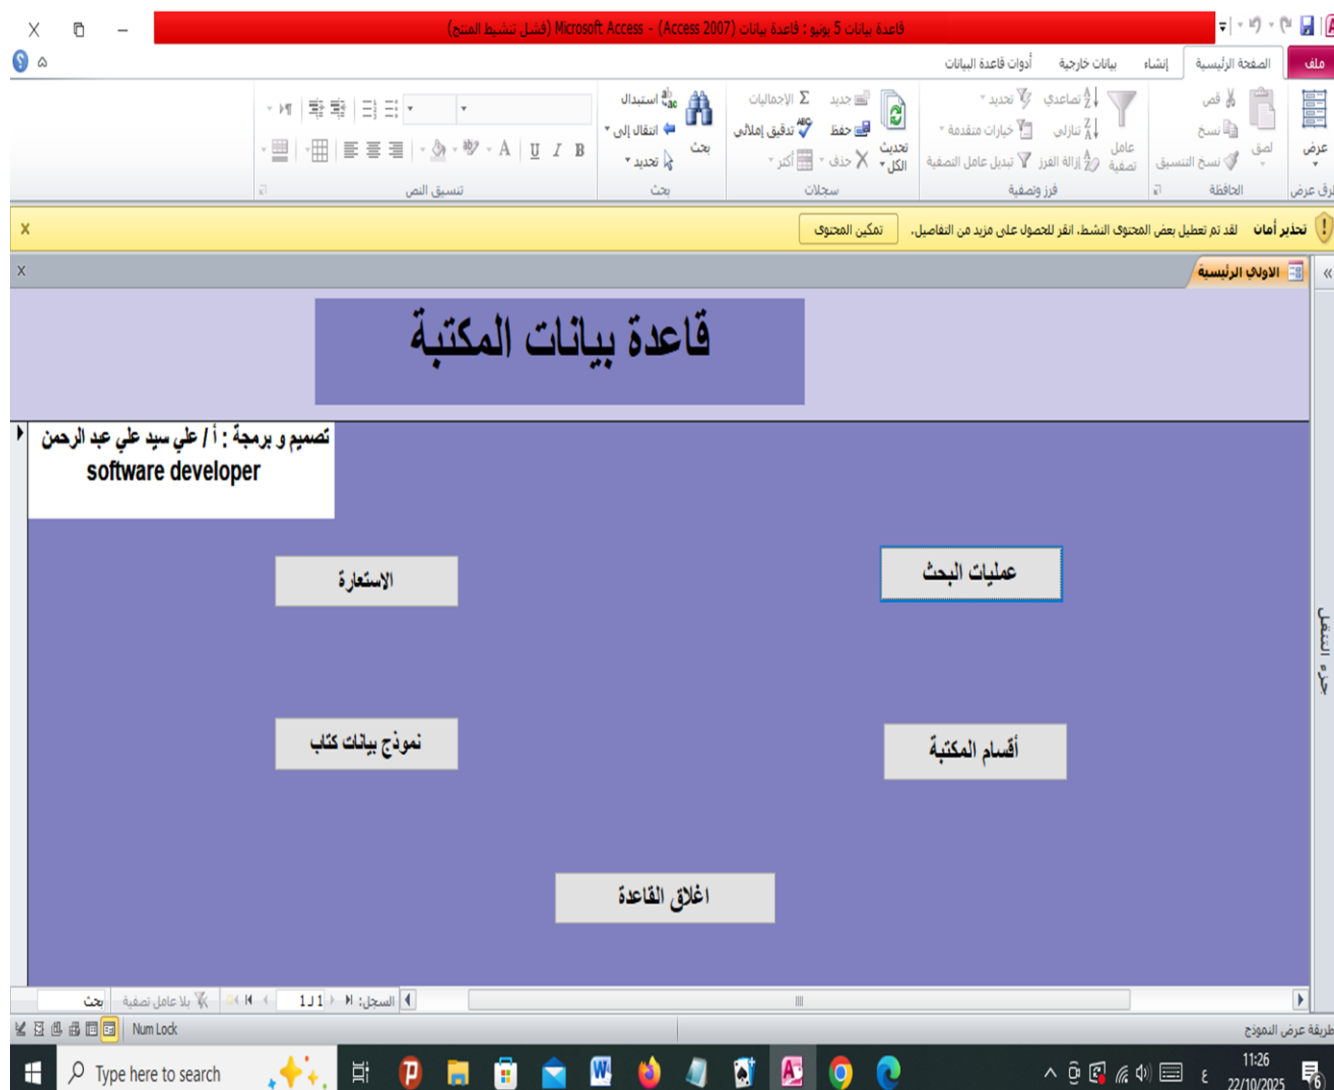 قاعدة بيانات 5 يونيو : قاعدة بيانات (Access 2007) - Microsoft Access (فشل تنشيط المنتج)
ملف الصفحة الرئيسية إنشاء بيانات خارجية أدوات قاعدة البيانات
عرض
لصق
قص
نسخ
نسخ التنسيق
عامل تصفية
تصاعدي
تنازلي
إزالة الفرز
تحديد
خيارات متقدمة
تبديل عامل التصفية
تحديث الكل
جديد
حفظ
حذف
الإجماليات
تدقيق إملائي
أكثر
بحث
استبدال
انتقال إلى
تحديد
B I U A
طرق عرض الحافظة فرز وتصفية سجلات بحث تنسيق النص
تحذير أمان لقد تم تعطيل بعض المحتوى النشط، انقر للحصول على مزيد من التفاصيل. تمكين المحتوى
الاولي الرئيسية
قاعدة بيانات المكتبة
تصميم و برمجة : أ / علي سيد علي عبد الرحمن
software developer
عمليات البحث
الاستعارة
أقسام المكتبة
نموذج بيانات كتاب
اغلاق القاعدة
جزء التنقل
السجل: 1 لـ 1 بلا عامل تصفية بحث
طريقة عرض النموذج Num Lock
Type here to search
ع
11:26
22/10/2025
6